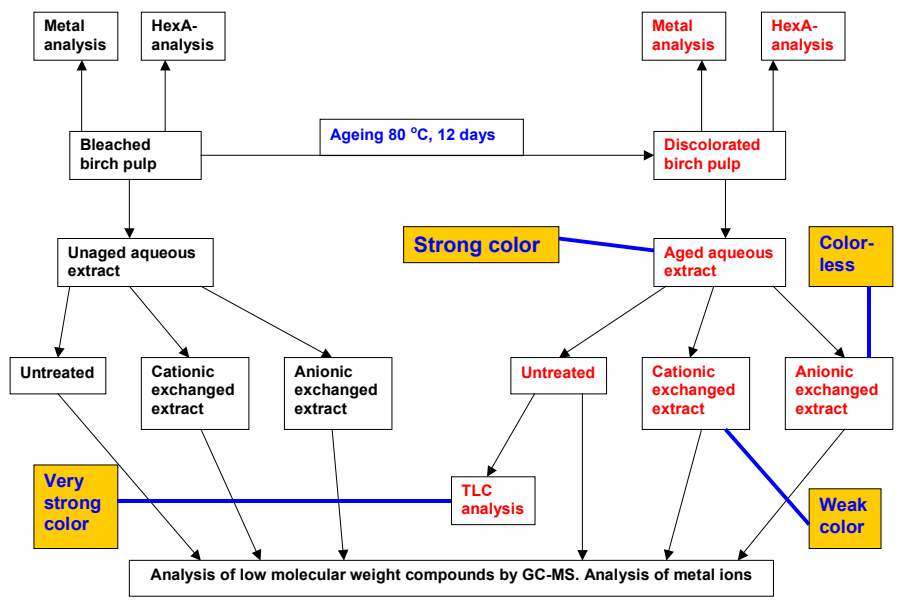 Metal
analysis
HexA-
analysis
Metal
analysis
HexA-
analysis
Bleached
birch pulp
Ageing 80 °C, 12 days
Discolorated
birch pulp
Unaged aqueous
extract
Strong color
Aged aqueous
extract
Color-
less
Untreated
Cationic
exchanged
extract
Anionic
exchanged
extract
Untreated
Cationic
exchanged
extract
Anionic
exchanged
extract
Very
strong
color
TLC
analysis
Weak
color
Analysis of low molecular weight compounds by GC-MS. Analysis of metal ions